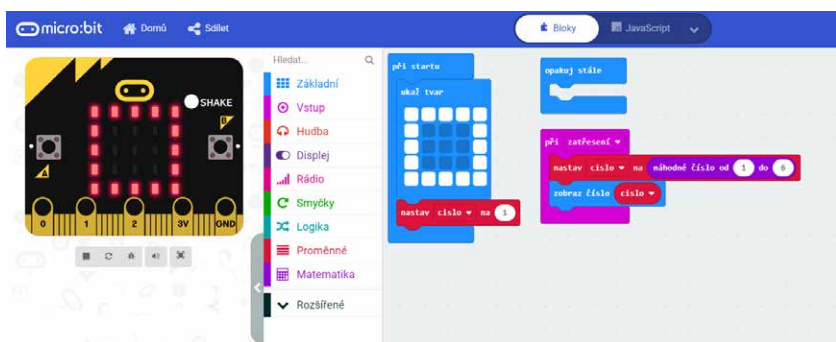 micro:bit Domů Sdílet Bloky JavaScript
SHAKE
B
A
0 1 2 3V GND
Hledat...
Základní
Vstup
Hudba
Displej
Rádio
Smyčky
Logika
Proměnné
Matematika
Rozšířené
při startu
ukaž tvar
nastav cislo na 1
opakuj stále
při zatřesení
nastav cislo na náhodné číslo od 1 do 6
zobraz číslo cislo